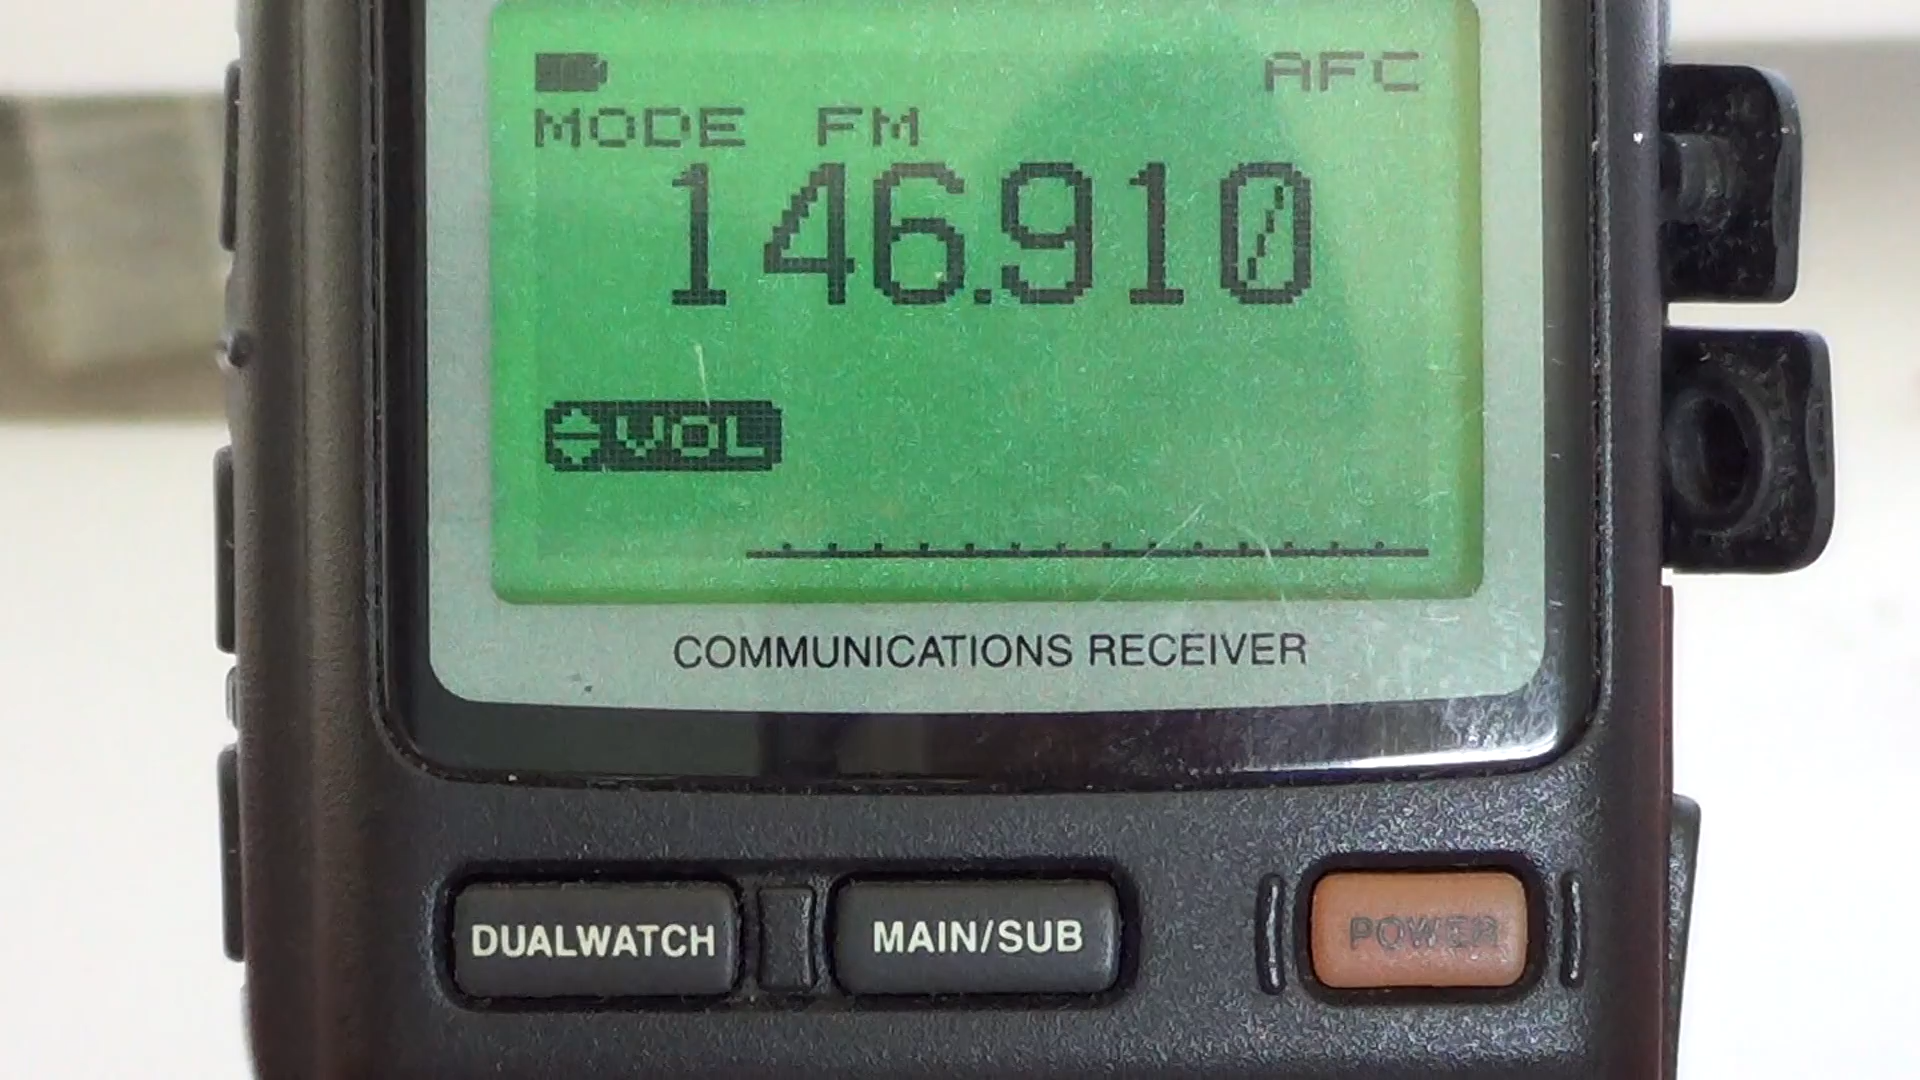 AFC
MODE FM
146.910
VOL
COMMUNICATIONS RECEIVER
DUALWATCH MAIN/SUB POWER